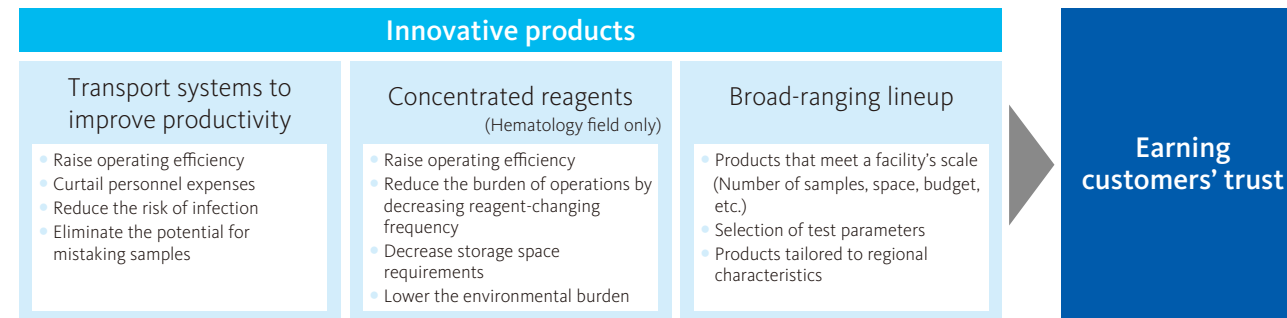 Innovative products
Transport systems to
improve productivity
• Raise operating efficiency
• Curtail personnel expenses
• Reduce the risk of infection
• Eliminate the potential for
mistaking samples
Concentrated reagents
(Hematology field only)
• Raise operating efficiency
• Reduce the burden of operations by
decreasing reagent-changing
frequency
• Decrease storage space
requirements
• Lower the environmental burden
Broad-ranging lineup
• Products that meet a facility’s scale
(Number of samples, space, budget,
etc.)
• Selection of test parameters
• Products tailored to regional
characteristics
Earning
customers’ trust